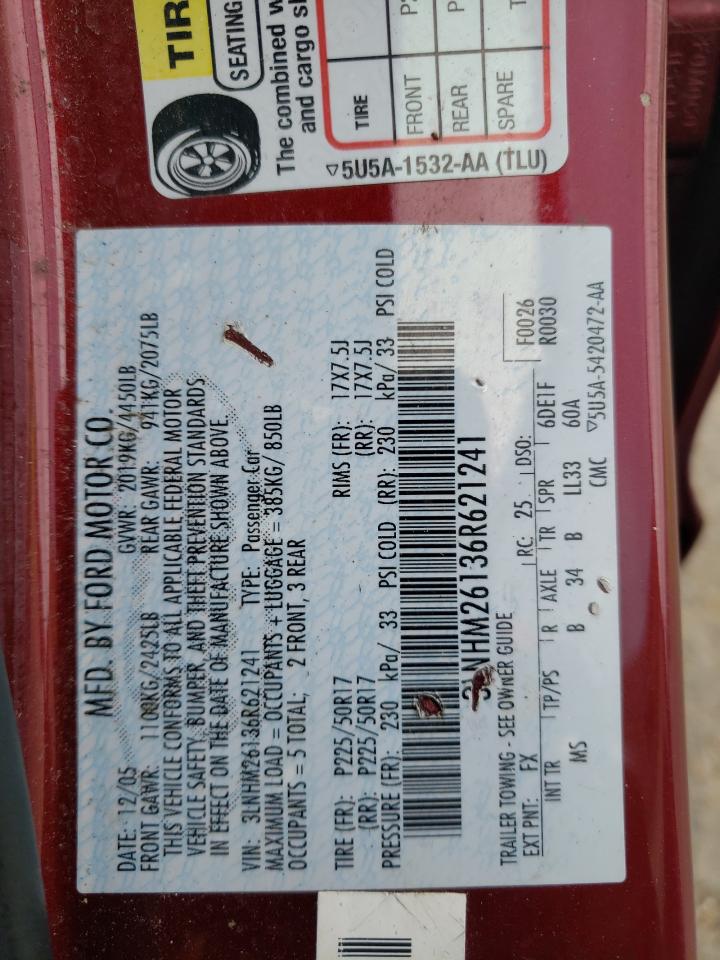 MFD. BY FORD MOTOR CO.
DATE: 12/05 GVWR: 2019KG/4450LB
FRONT GAWR: 1100KG/2425LB REAR GAWR: 941KG/2075LB
THIS VEHICLE CONFORMS TO ALL APPLICABLE FEDERAL MOTOR
VEHICLE SAFETY, BUMPER, AND THEFT PREVENTION STANDARDS
IN EFFECT ON THE DATE OF MANUFACTURE SHOWN ABOVE.
VIN: 3LNHM26136R621241 TYPE: Passenger Car
MAXIMUM LOAD = OCCUPANTS + LUGGAGE = 385KG/ 850LB
OCCUPANTS = 5 TOTAL; 2 FRONT, 3 REAR
TIRE (FR): P225/50R17 RIMS (FR): 17X7.5J
(RR): P225/50R17 (RR): 17X7.5J
PRESSURE (FR): 230 kPa/ 33 PSI COLD (RR): 230 kPa/ 33 PSI COLD
3LNHM26136R621241
TRAILER TOWING - SEE OWNER GUIDE
EXT PNT: FX RC: 25 DSO: 6DE1F F0026
INT TR TP/PS R AXLE TR SPR 60A R0030
MS B 34 B LL33
CMC ▽5U5A-5420472-AA
TIR
SEATING
The combined w
and cargo s
TIRE
FRONT P
REAR P
SPARE T
▽5U5A-1532-AA (TLU)